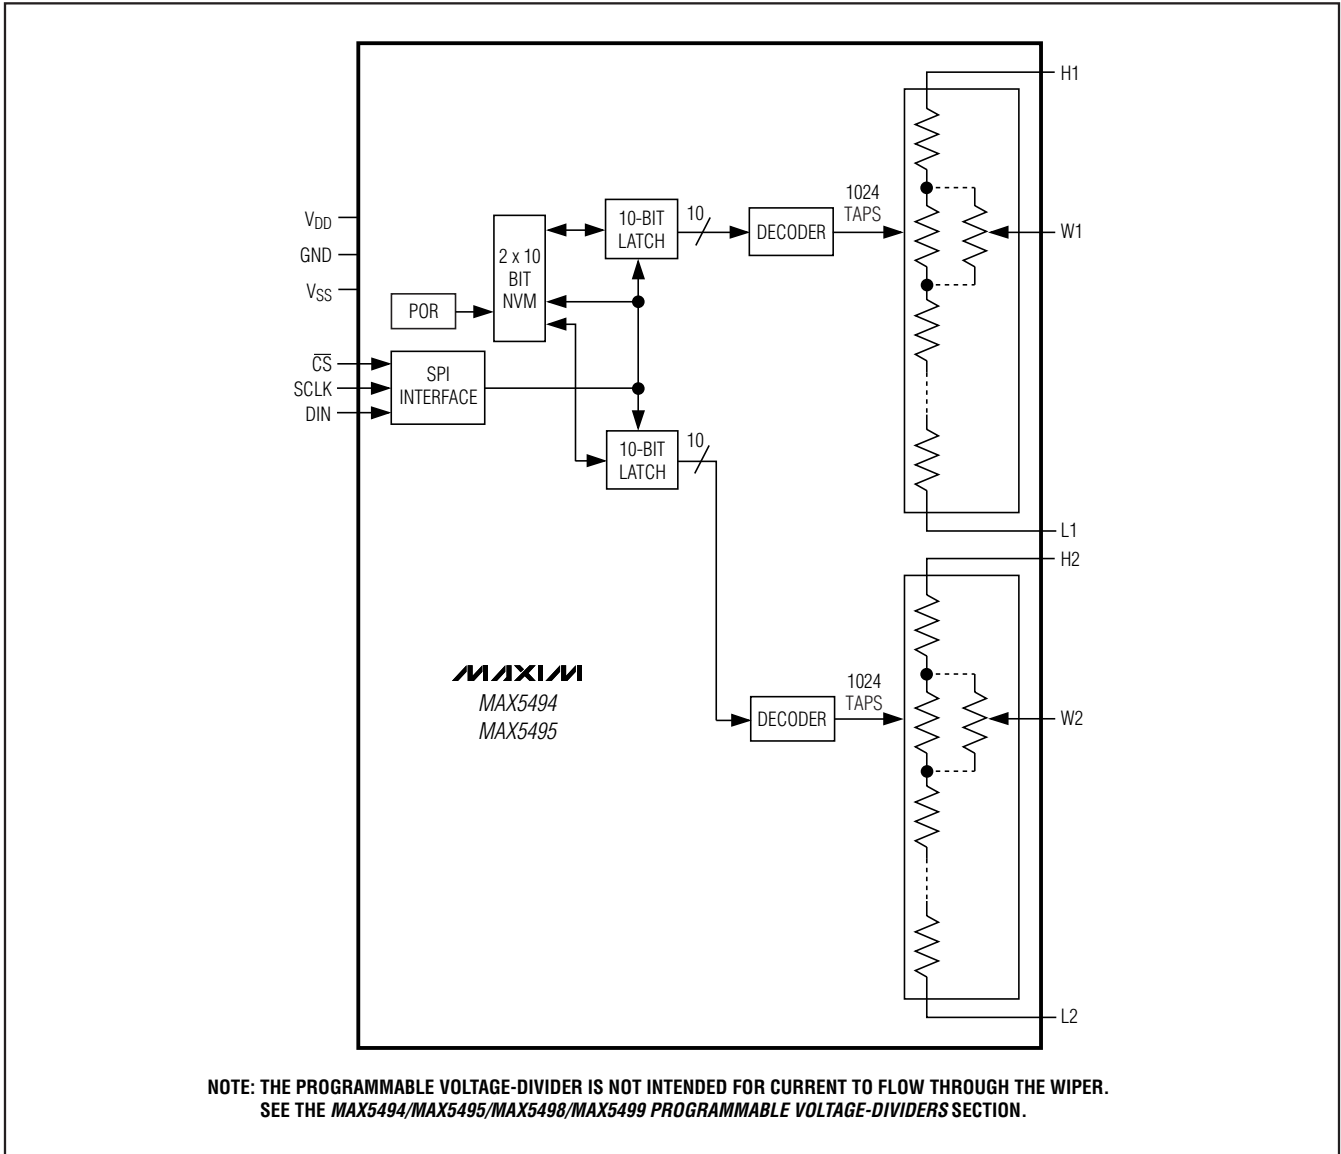 H1
1024
TAPS
10
10-BIT
LATCH
DECODER
W1
VDD
GND
VSS
2 x 10
BIT
NVM
POR
CS
SCLK
DIN
SPI
INTERFACE
10
10-BIT
LATCH
L1
H2
MAXIM
MAX5494
MAX5495
1024
TAPS
DECODER
W2
L2
NOTE: THE PROGRAMMABLE VOLTAGE-DIVIDER IS NOT INTENDED FOR CURRENT TO FLOW THROUGH THE WIPER.
SEE THE MAX5494/MAX5495/MAX5498/MAX5499 PROGRAMMABLE VOLTAGE-DIVIDERS SECTION.